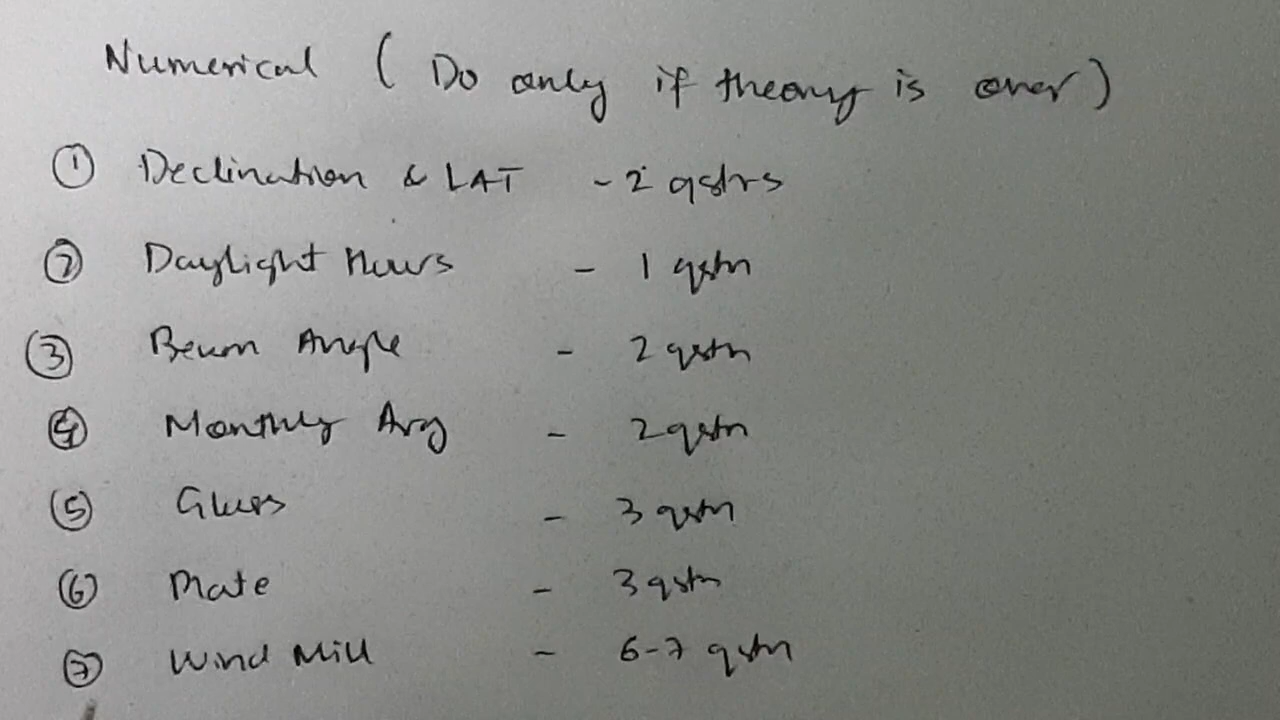 Numerical ( Do only if theory is over )
① Declination & LAT - 2 qstns
② Daylight Hours - 1 qstn
③ Beam Angle - 2 qstn
④ Monthly Avg - 2 qstn
⑤ Glass - 3 qstn
⑥ Plate - 3 qstn
⑦ Wind Mill - 6-7 qstn